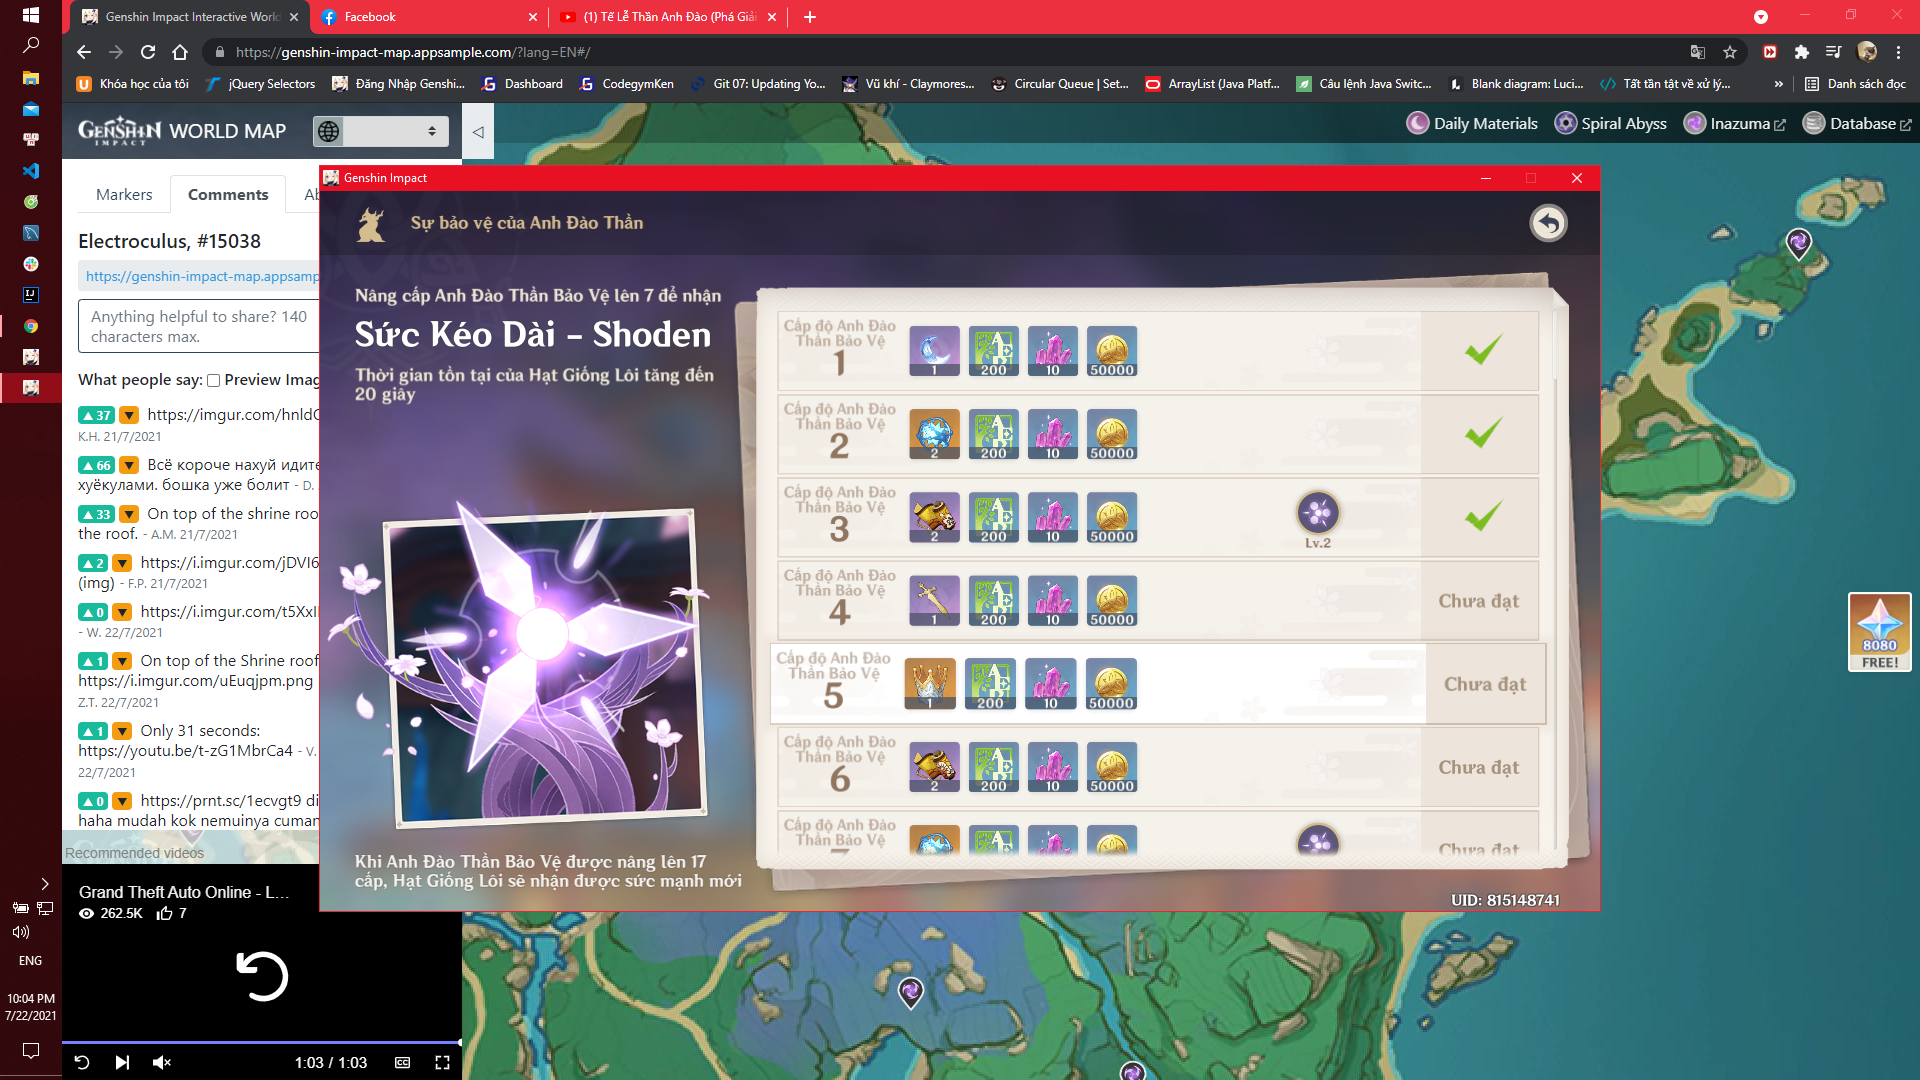 Genshin Impact Interactive World
Facebook
(1) Tế Lễ Thần Anh Đào (Phá Giải
https://genshin-impact-map.appsample.com/?lang=EN#/
Khóa học của tôi
jQuery Selectors
Đăng Nhập Genshi...
Dashboard
CodegymKen
Git 07: Updating Yo...
Vũ khí - Claymores...
Circular Queue | Set...
ArrayList (Java Platf...
Câu lệnh Java Switc...
Blank diagram: Luci...
Tất tần tật về xử lý...
»
Danh sách đọc
GENSHIN IMPACT WORLD MAP
Daily Materials
Spiral Abyss
Inazuma
Database
Markers
Comments
Electroculus, #15038
https://genshin-impact-map.appsamp
Anything helpful to share? 140
characters max.
What people say: Preview Imag
37
K.H. 21/7/2021
66 Всё короче нахуй идите
хуёкулами. бошка уже болит - D.
33 On top of the shrine roo
the roof. - A.M. 21/7/2021
2 https://i.imgur.com/jDVI6
(img) - F.P. 21/7/2021
0
- W. 22/7/2021
1 On top of the Shrine roof
https://i.imgur.com/uEuqjpm.png
Z.T. 22/7/2021
1 Only 31 seconds:
https://youtu.be/t-zG1MbrCa4 - V.
22/7/2021
0 https://prnt.sc/1ecvgt9 di
haha mudah kok nemuinya cuman
Recommended videos
Grand Theft Auto Online - L...
262.5K 7
1:03 / 1:03
CC
ENG
10:04 PM
7/22/2021
Genshin Impact
Sự bảo vệ của Anh Đào Thần
Nâng cấp Anh Đào Thần Bảo Vệ lên 7 để nhận
Sức Kéo Dài - Shoden
Thời gian tồn tại của Hạt Giống Lôi tăng đến
20 giây
Khi Anh Đào Thần Bảo Vệ được nâng lên 17
cấp, Hạt Giống Lôi sẽ nhận được sức mạnh mới
Cấp độ Anh Đào
Thần Bảo Vệ
1
1 200 10 50000
Cấp độ Anh Đào
Thần Bảo Vệ
2
2 200 10 50000
Cấp độ Anh Đào
Thần Bảo Vệ
3
2 200 10 50000
Lv.2
Cấp độ Anh Đào
Thần Bảo Vệ
4
1 200 10 50000
Chưa đạt
Cấp độ Anh Đào
Thần Bảo Vệ
5
1 200 10 50000
Chưa đạt
Cấp độ Anh Đào
Thần Bảo Vệ
6
2 200 10 50000
Chưa đạt
Cấp độ Anh Đào
Thần Bảo Vệ
Chưa đạt
UID: 815148741
8080
FREE!